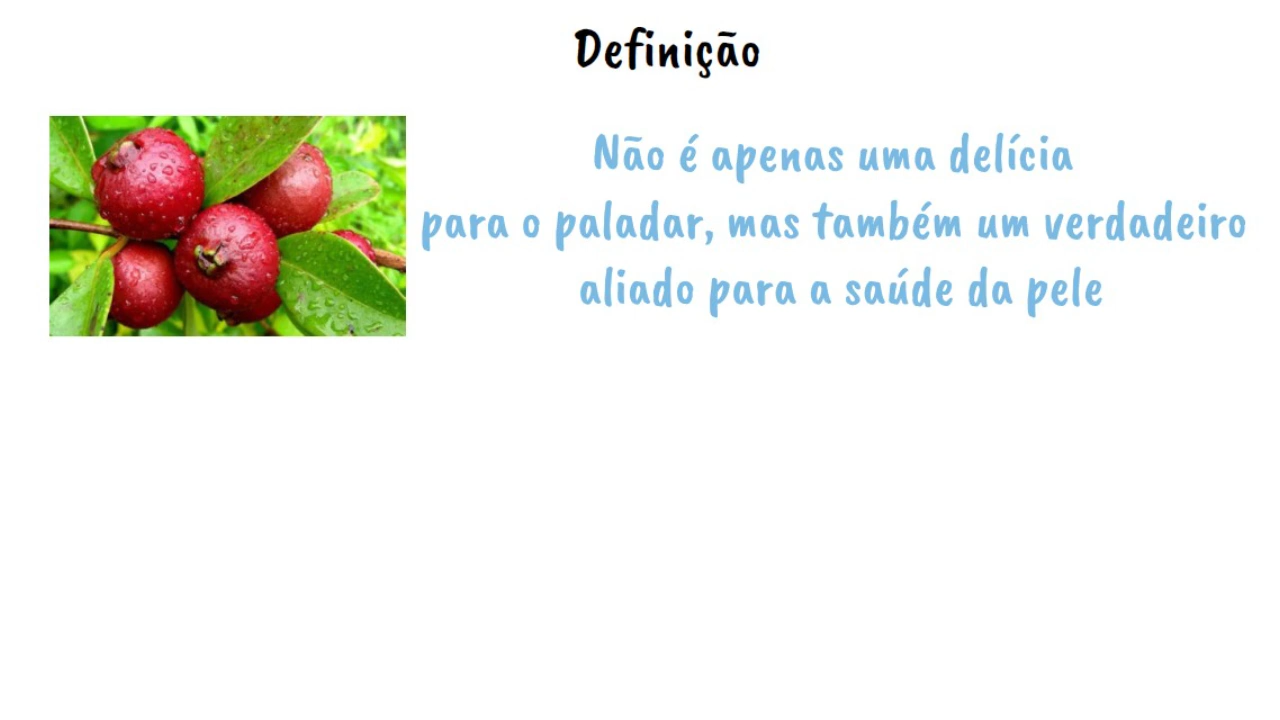 Definição
Não é apenas uma delícia
para o paladar, mas também um verdadeiro
aliado para a saúde da pele